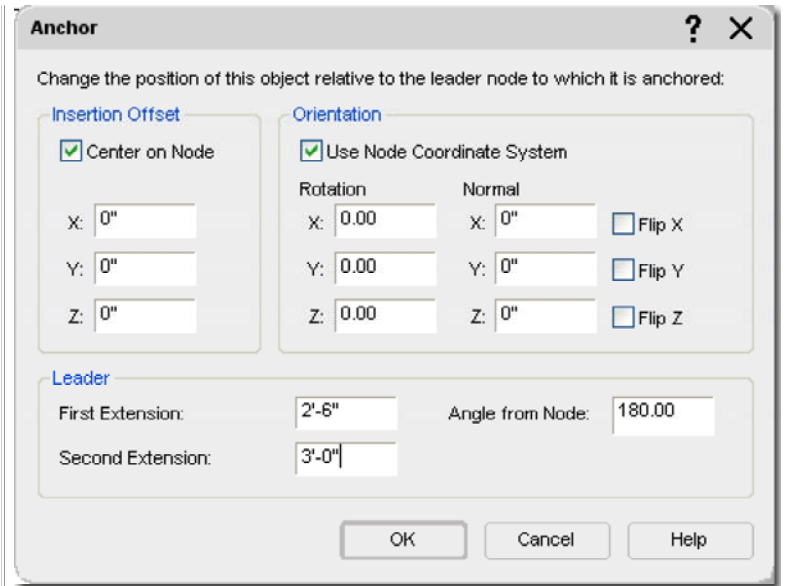 Anchor ? X
Change the position of this object relative to the leader node to which it is anchored:
Insertion Offset
Center on Node
X: 0"
Y: 0"
Z: 0"
Orientation
Use Node Coordinate System
Rotation Normal
X: 0.00 X: 0" Flip X
Y: 0.00 Y: 0" Flip Y
Z: 0.00 Z: 0" Flip Z
Leader
First Extension: 2'-6" Angle from Node: 180.00
Second Extension: 3'-0"
OK Cancel Help